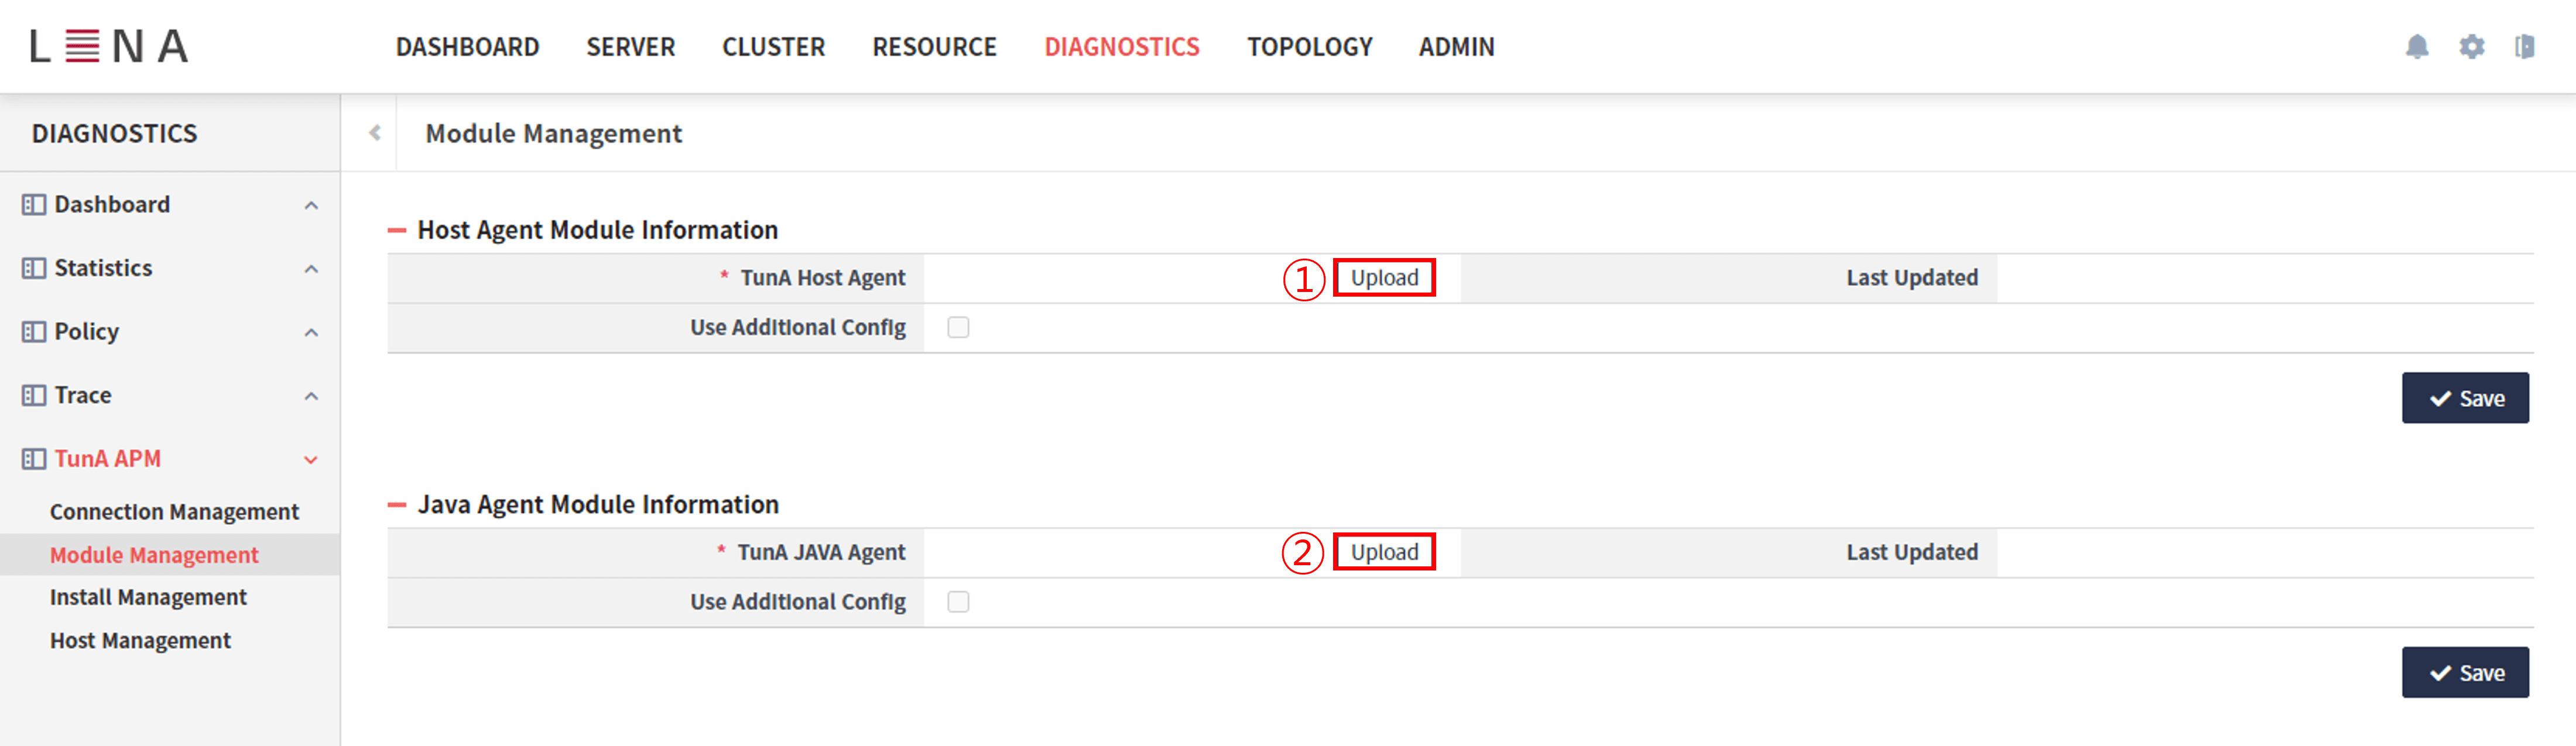 LENA
DASHBOARD SERVER CLUSTER RESOURCE DIAGNOSTICS TOPOLOGY ADMIN
DIAGNOSTICS
Module Management
Dashboard
Statistics
Policy
Trace
TunA APM
Connection Management
Module Management
Install Management
Host Management
Host Agent Module Information
* TunA Host Agent ① Upload Last Updated
Use Additional Config
Save
Java Agent Module Information
* TunA JAVA Agent ② Upload Last Updated
Use Additional Config
Save